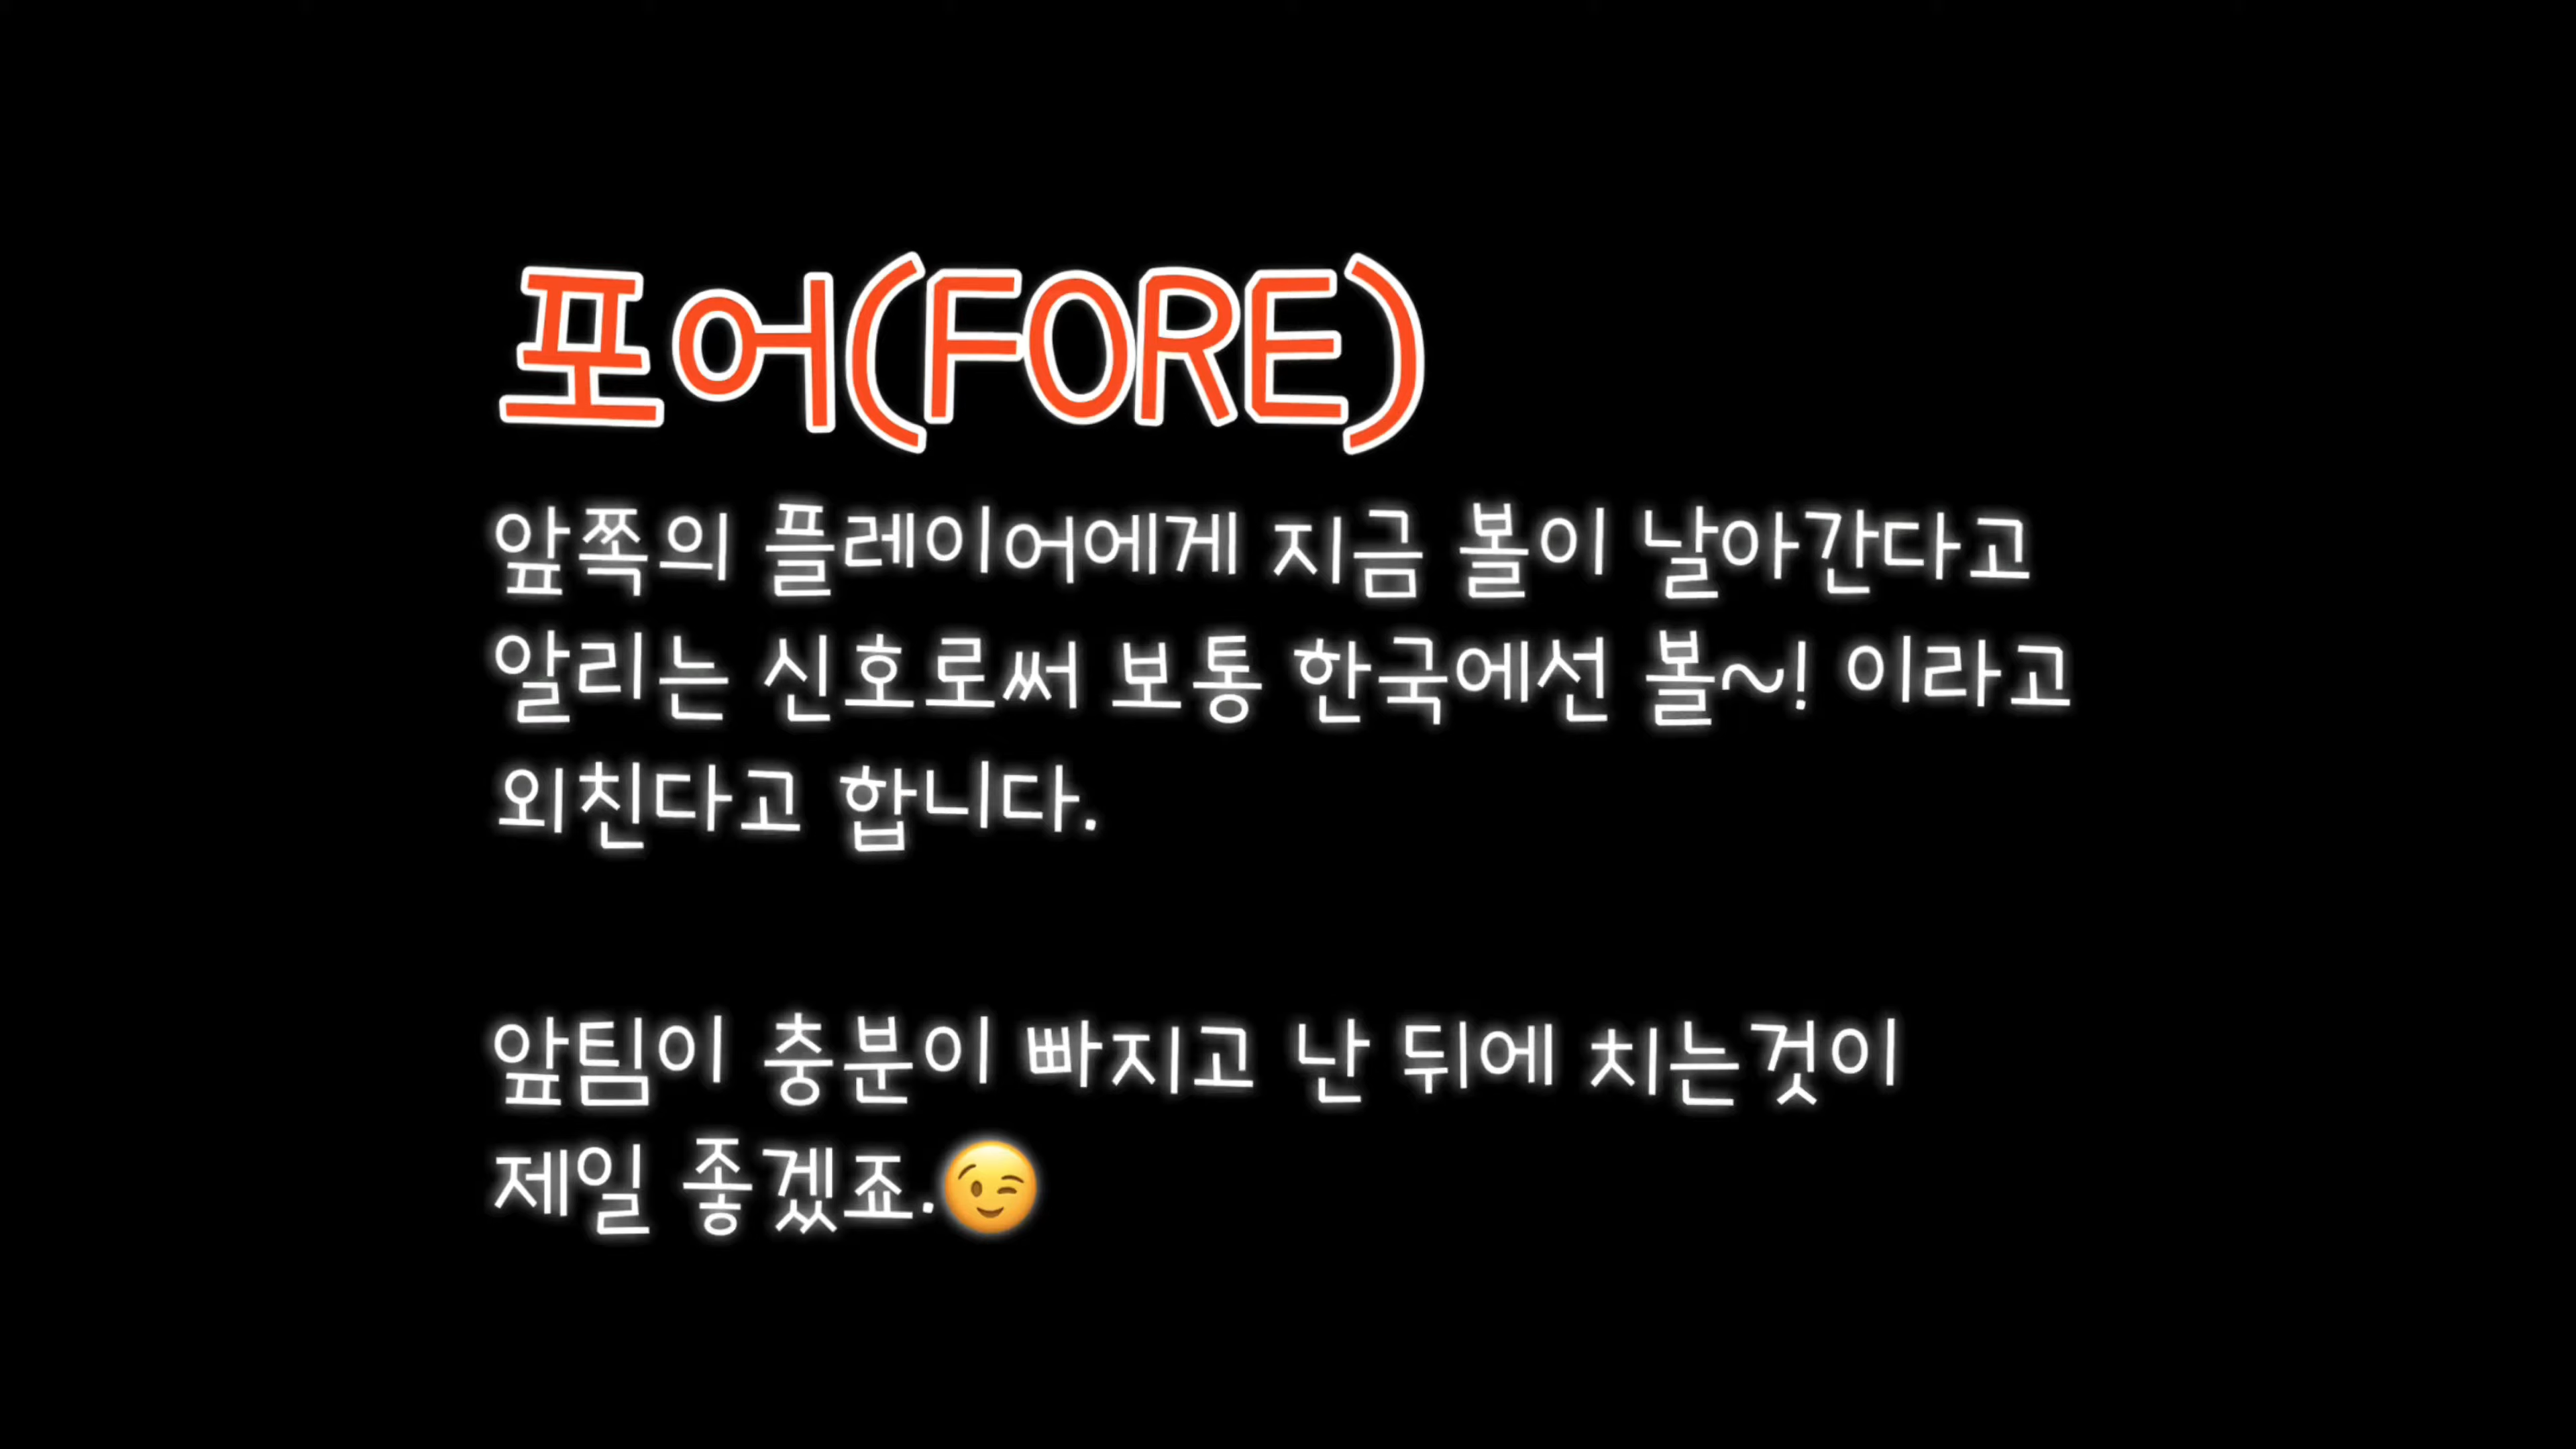 포어(FORE)
앞쪽의 플레이어에게 지금 볼이 날아간다고
알리는 신호로써 보통 한국에선 볼~! 이라고
외친다고 합니다.
앞팀이 충분이 빠지고 난 뒤에 치는것이
제일 좋겠죠.😉